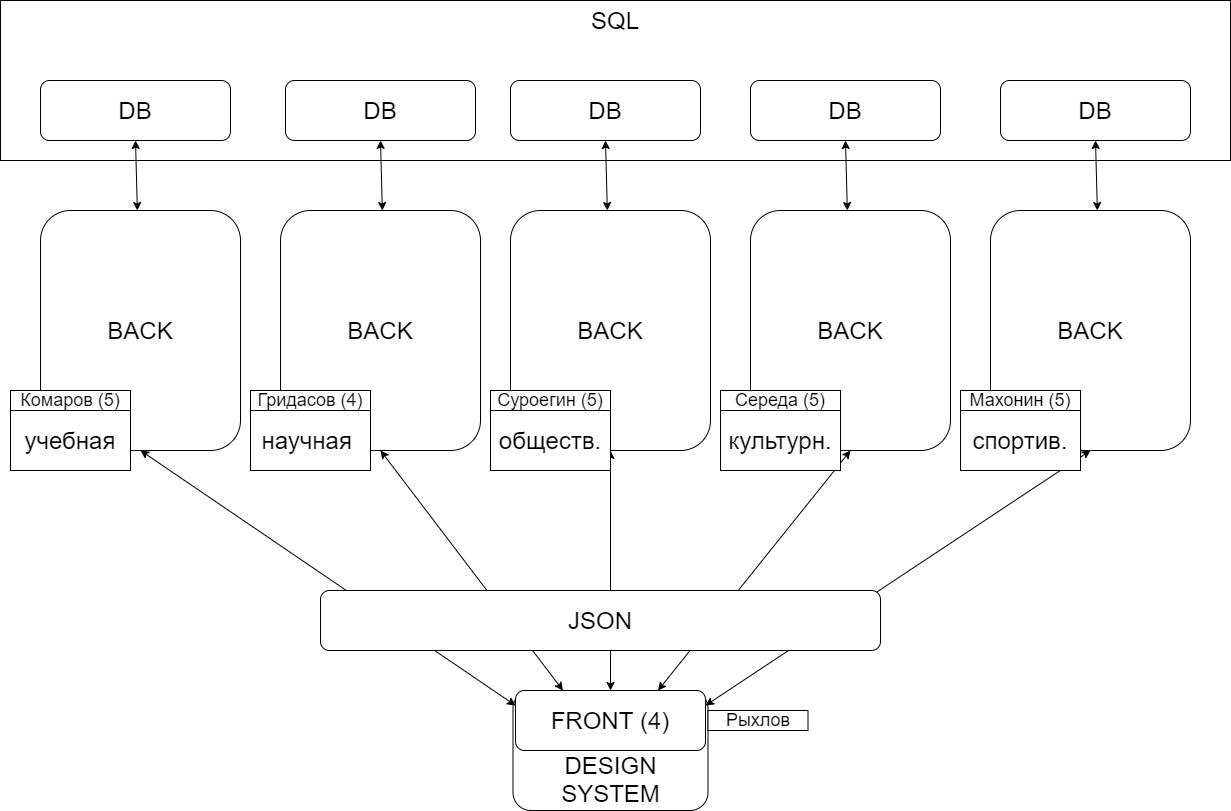 SQL
DB
DB
DB
DB
DB
BACK
BACK
BACK
BACK
BACK
Комаров (5)
учебная
Гридасов (4)
научная
Суроегин (5)
обществ.
Середа (5)
культурн.
Махонин (5)
спортив.
JSON
FRONT (4)
Рыхлов
DESIGN
SYSTEM